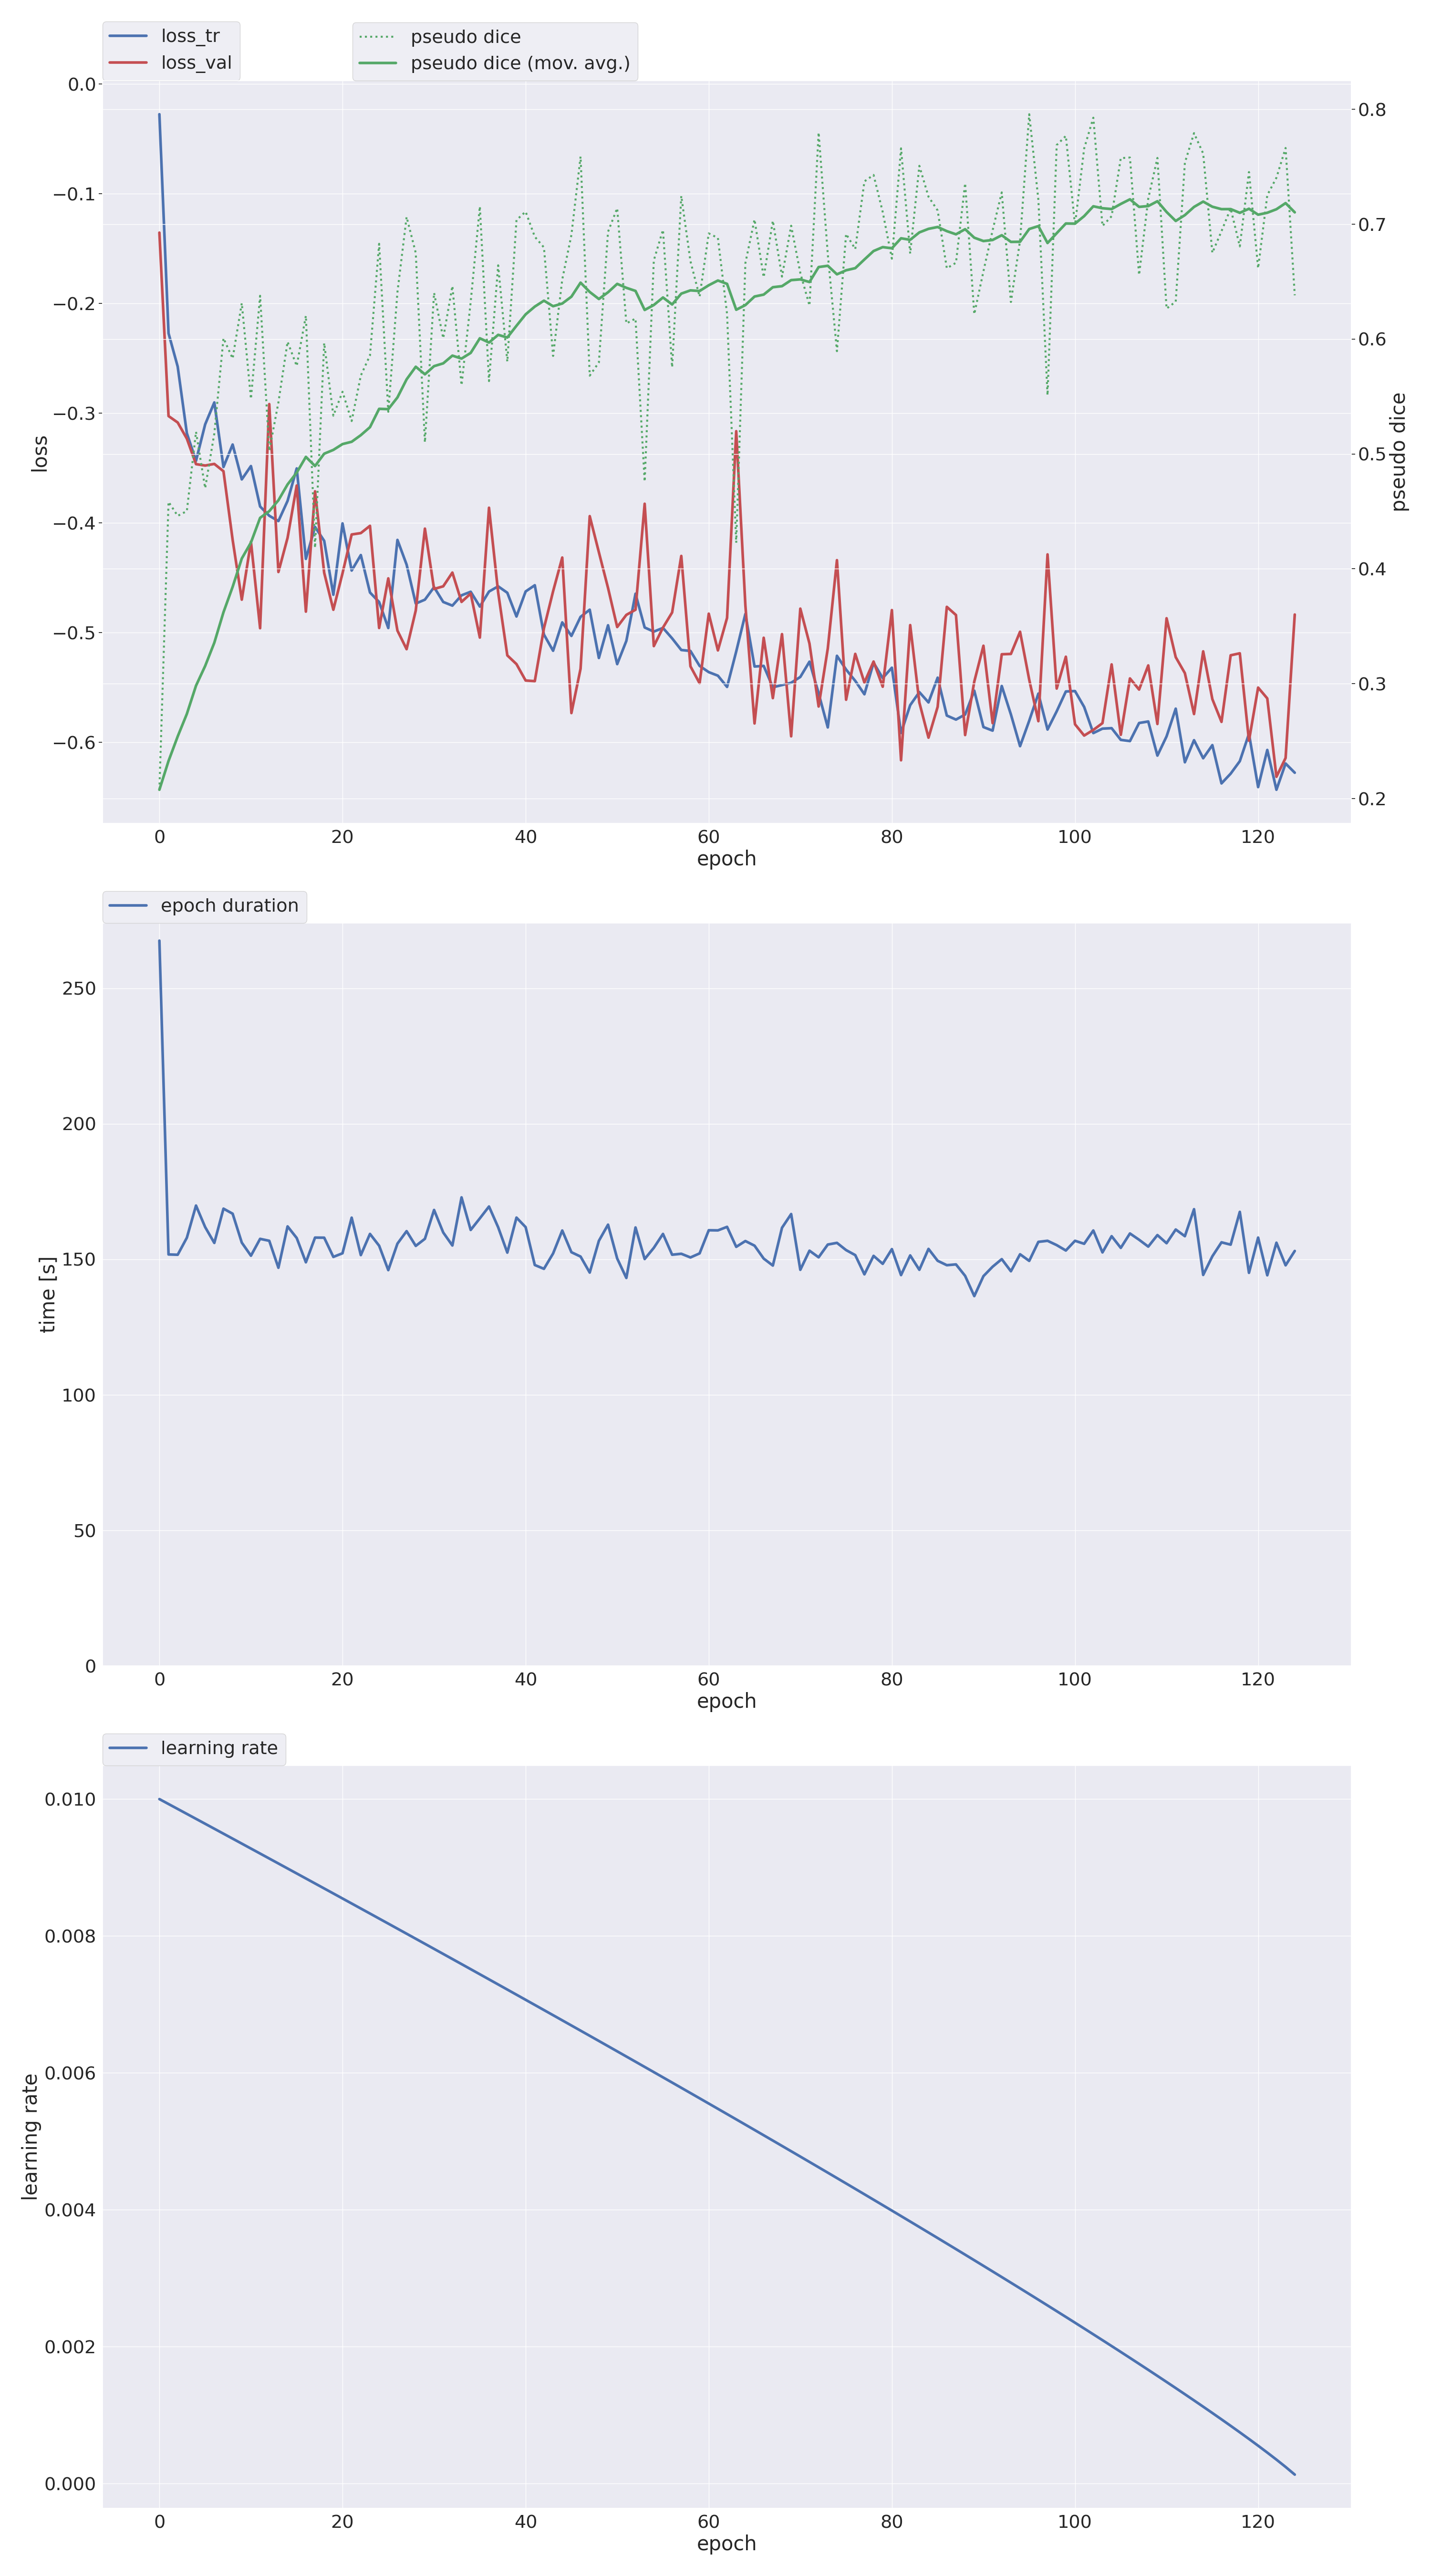 loss_tr
loss_val
pseudo dice
pseudo dice (mov. avg.)
0.0
−0.1
−0.2
−0.3
−0.4
−0.5
−0.6
loss
0.8
0.7
0.6
0.5
0.4
0.3
0.2
pseudo dice
0 20 40 60 80 100 120
epoch
epoch duration
250
200
150
100
50
0
time [s]
0 20 40 60 80 100 120
epoch
learning rate
0.010
0.008
0.006
0.004
0.002
0.000
learning rate
0 20 40 60 80 100 120
epoch